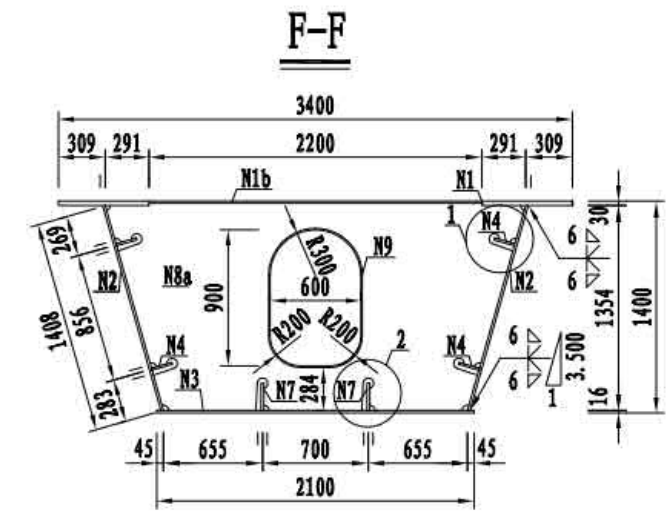 F-F
3400
309 291 2200 291 309
N1b N1
1 N4
269 R300 N9 6 30
N2 N8a 600 N2 6
1408 856 900 1354 1400
R200 R200
N4 2 N4 6 3.500
283 N3 N7 284 N7 6 1 16
45 655 700 655 45
2100